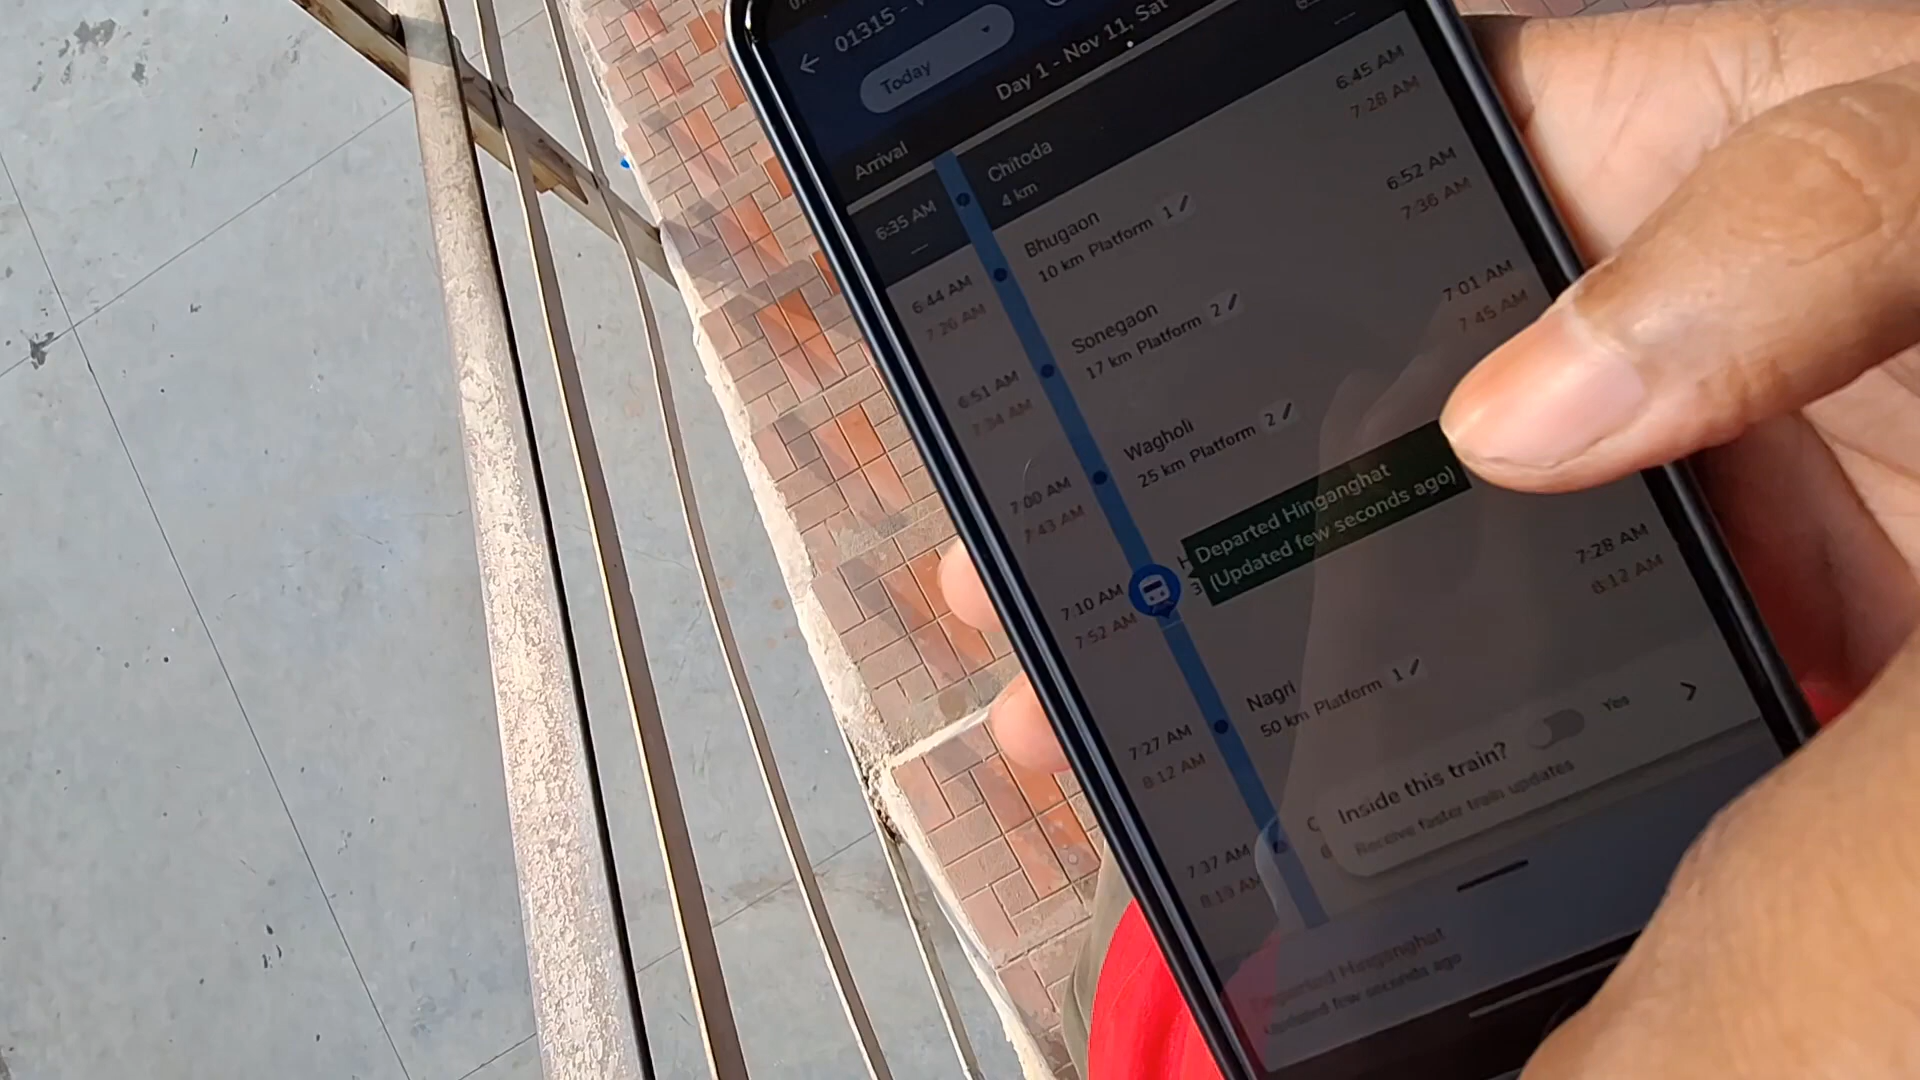 01315 -
Today
Day 1 - Nov 11, Sat
Arrival
6:35 AM
Chitoda
4 km
6:45 AM
7:28 AM
6:44 AM
7:26 AM
Bhugaon
10 km Platform 1
6:52 AM
7:36 AM
6:51 AM
7:34 AM
Sonegaon
17 km Platform 2
7:01 AM
7:45 AM
7:00 AM
7:43 AM
Wagholi
25 km Platform 2
7:10 AM
7:52 AM
H
3
Departed Hinganghat
(Updated few seconds ago)
7:28 AM
8:12 AM
7:27 AM
8:12 AM
Nagri
50 km Platform 1
7:37 AM
8:19 AM
Inside this train?
Yes
Receive faster train updates
Departed Hinganghat
Updated few seconds ago